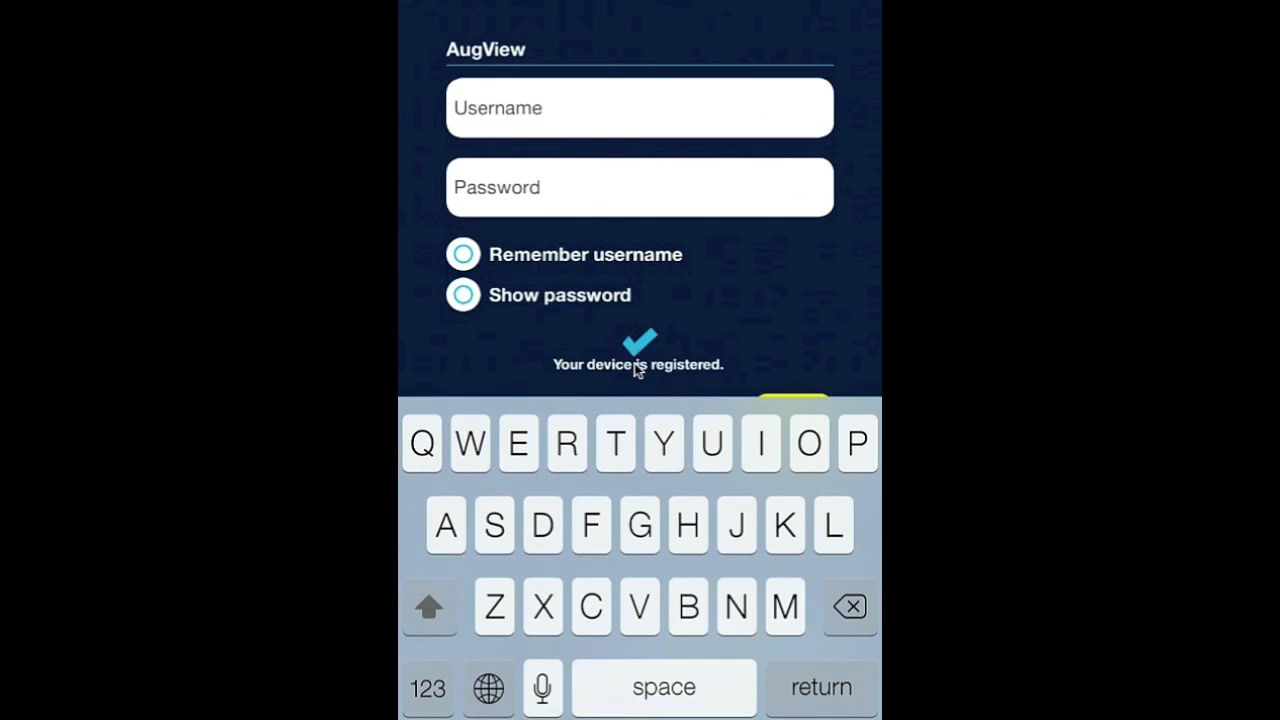 AugView
Username
Password
Remember username
Show password
Your device is registered.
Q W E R T Y U I O P
A S D F G H J K L
Z X C V B N M
123 space return